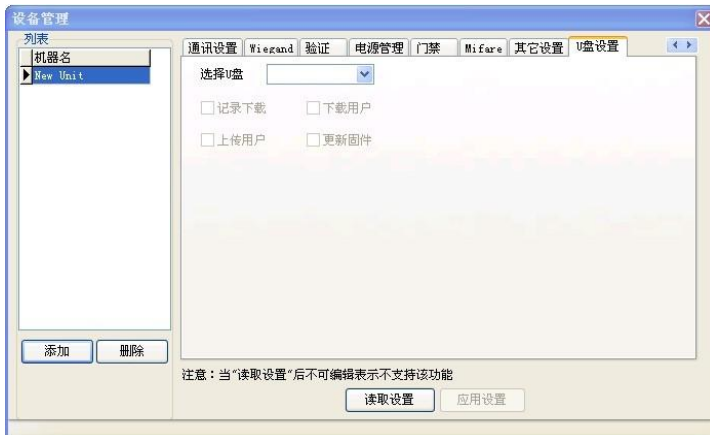 设备管理
列表
机器名
New Unit
添加 删除
通讯设置 Wiegand 验证 电源管理 门禁 Mifare 其它设置 U盘设置
选择U盘
记录下载 下载用户
上传用户 更新固件
注意：当“读取设置”后不可编辑表示不支持该功能
读取设置 应用设置